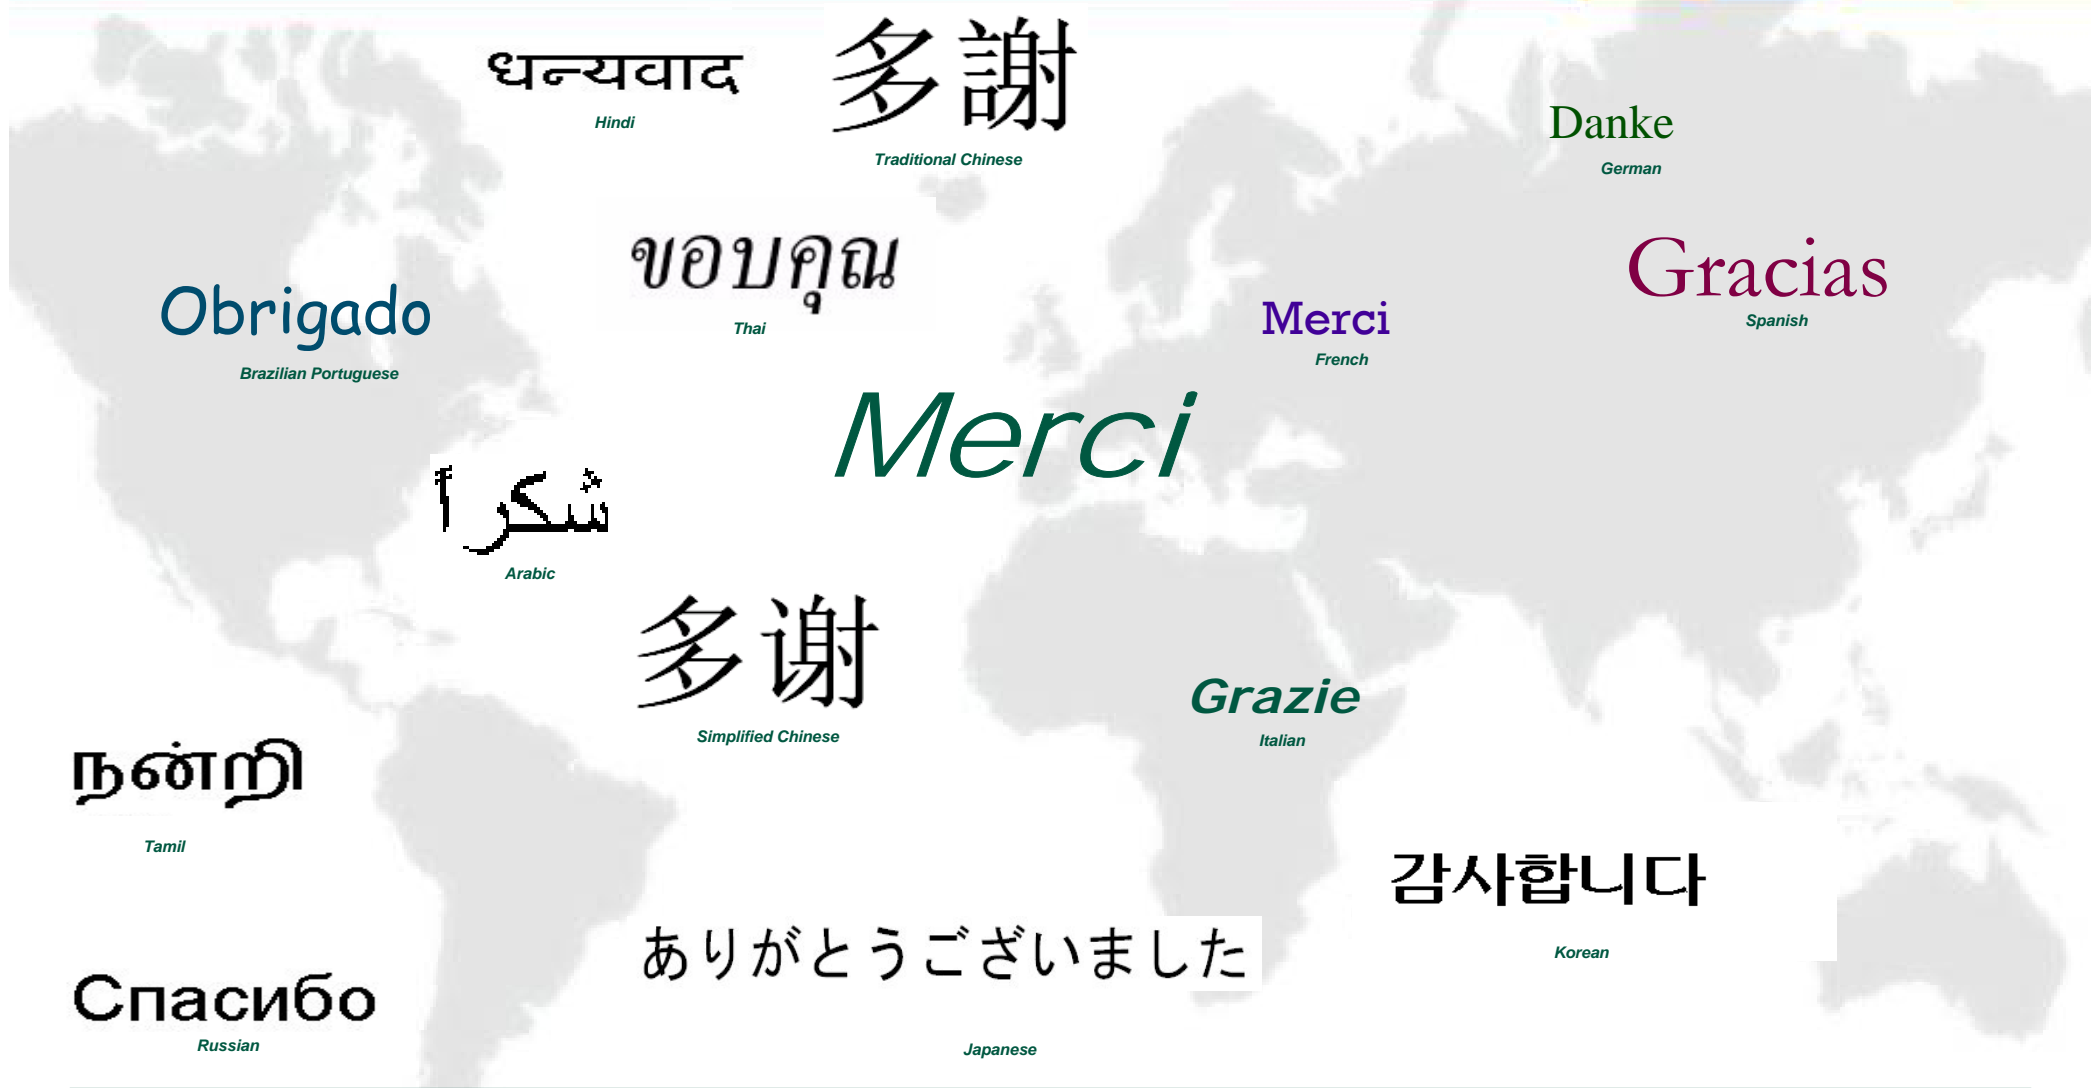 धन्यवाद
Hindi
多謝
Traditional Chinese
Danke
German
ขอบคุณ
Thai
Gracias
Spanish
Obrigado
Brazilian Portuguese
Merci
French
Merci
شكراً
Arabic
多谢
Simplified Chinese
Grazie
Italian
நன்றி
Tamil
감사합니다
Korean
ありがとうございました
Japanese
Спасибо
Russian